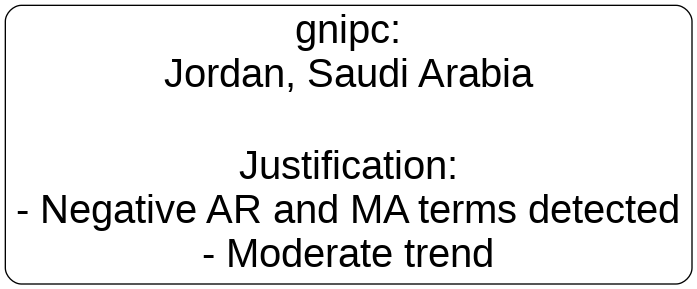 gnipc:
Jordan, Saudi Arabia
Justification:
- Negative AR and MA terms detected
- Moderate trend